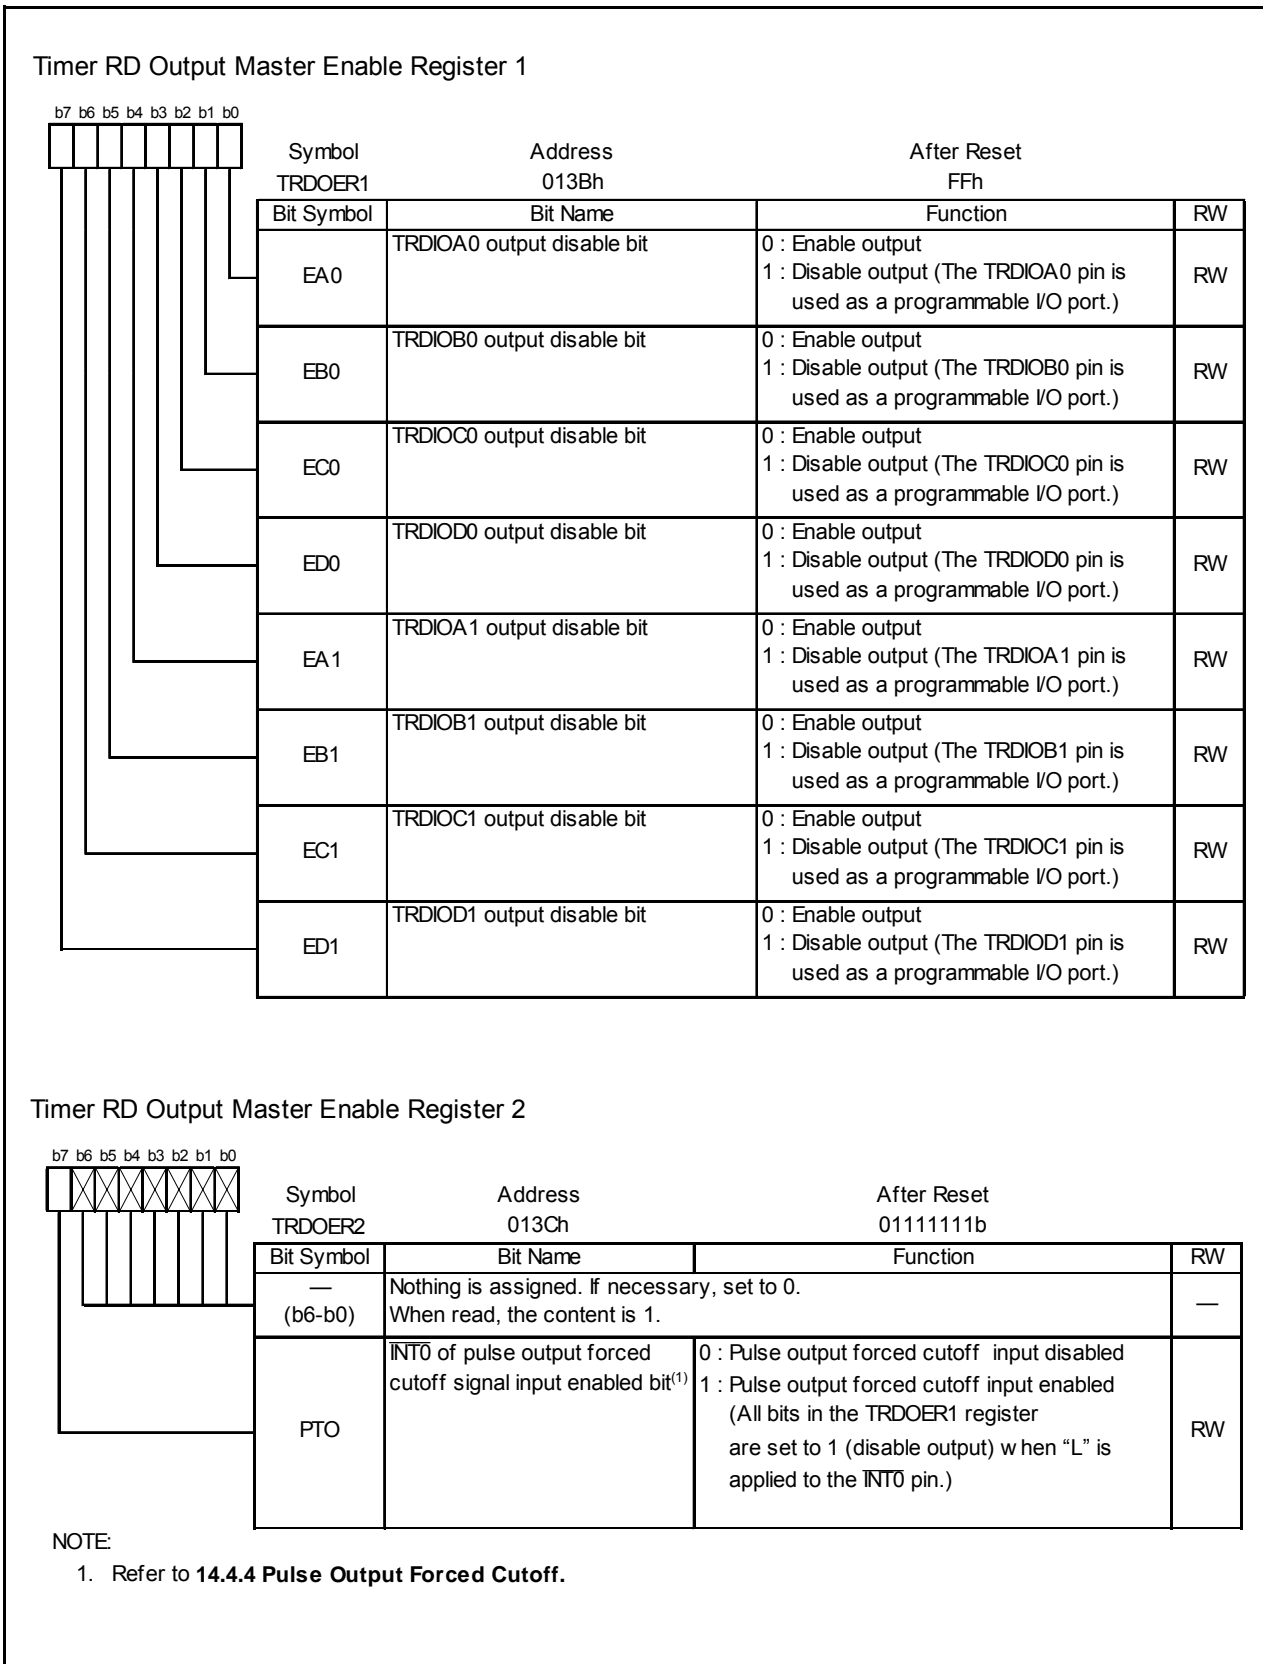 Timer RD Output Master Enable Register 1
b7 b6 b5 b4 b3 b2 b1 b0
Symbol Address After Reset
TRDOER1 013Bh FFh
Bit Symbol Bit Name Function RW
EA0 TRDIOA0 output disable bit 0 : Enable output
1 : Disable output (The TRDIOA0 pin is
used as a programmable I/O port.) RW
EB0 TRDIOB0 output disable bit 0 : Enable output
1 : Disable output (The TRDIOB0 pin is
used as a programmable I/O port.) RW
EC0 TRDIOC0 output disable bit 0 : Enable output
1 : Disable output (The TRDIOC0 pin is
used as a programmable I/O port.) RW
ED0 TRDIOD0 output disable bit 0 : Enable output
1 : Disable output (The TRDIOD0 pin is
used as a programmable I/O port.) RW
EA1 TRDIOA1 output disable bit 0 : Enable output
1 : Disable output (The TRDIOA1 pin is
used as a programmable I/O port.) RW
EB1 TRDIOB1 output disable bit 0 : Enable output
1 : Disable output (The TRDIOB1 pin is
used as a programmable I/O port.) RW
EC1 TRDIOC1 output disable bit 0 : Enable output
1 : Disable output (The TRDIOC1 pin is
used as a programmable I/O port.) RW
ED1 TRDIOD1 output disable bit 0 : Enable output
1 : Disable output (The TRDIOD1 pin is
used as a programmable I/O port.) RW
Timer RD Output Master Enable Register 2
b7 b6 b5 b4 b3 b2 b1 b0
Symbol Address After Reset
TRDOER2 013Ch 01111111b
Bit Symbol Bit Name Function RW
— Nothing is assigned. If necessary, set to 0.
(b6-b0) When read, the content is 1. —
PTO INT0 of pulse output forced
cutoff signal input enabled bit(1)
0 : Pulse output forced cutoff input disabled
1 : Pulse output forced cutoff input enabled
(All bits in the TRDOER1 register
are set to 1 (disable output) when “L” is
applied to the INT0 pin.) RW
NOTE:
1. Refer to 14.4.4 Pulse Output Forced Cutoff.